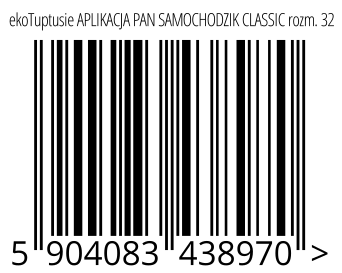 ekoTuptusie APLIKACJA PAN SAMOCHODZIK CLASSIC rozm. 32
5 904083 438970 >